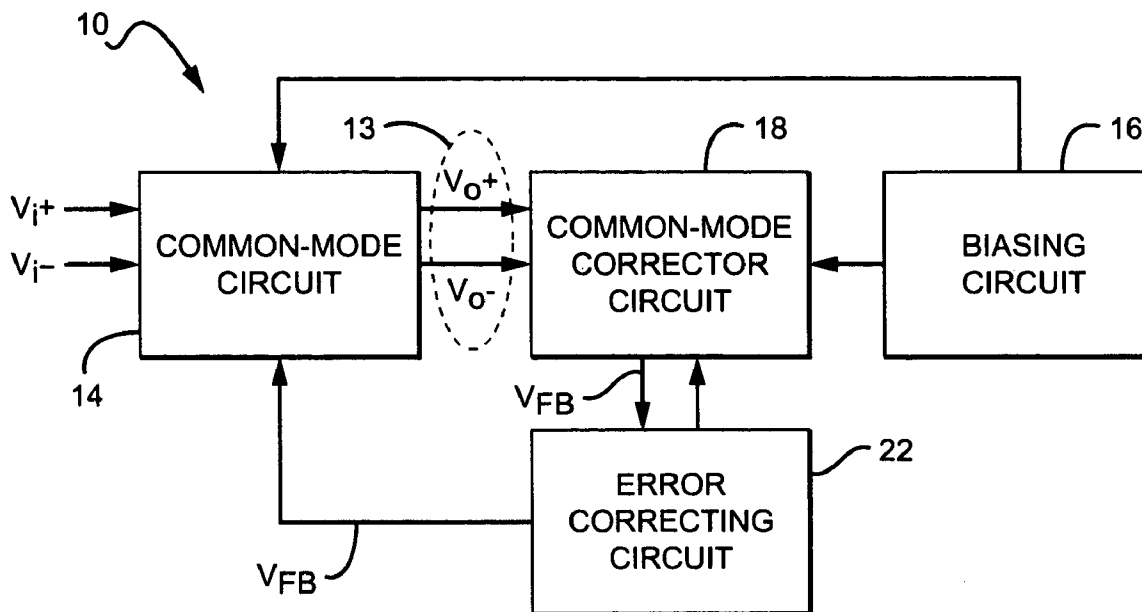 10
13
18
16
Vi+
Vi-
COMMON-MODE
CIRCUIT
Vo+
Vo-
COMMON-MODE
CORRECTOR
CIRCUIT
BIASING
CIRCUIT
14
VFB
ERROR
CORRECTING
CIRCUIT
22
VFB